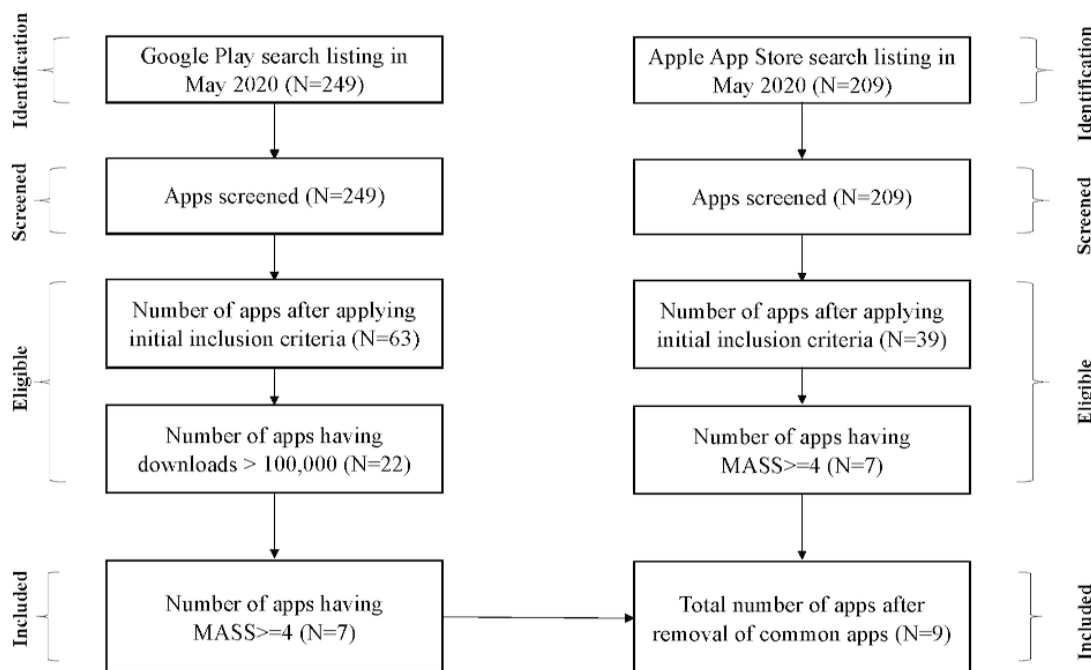 Identification
Google Play search listing in
May 2020 (N=249)
Apple App Store search listing in
May 2020 (N=209)
Identification
Screened
Apps screened (N=249)
Apps screened (N=209)
Screened
Eligible
Number of apps after applying
initial inclusion criteria (N=63)
Number of apps after applying
initial inclusion criteria (N=39)
Eligible
Number of apps having
downloads > 100,000 (N=22)
Number of apps having
MASS>=4 (N=7)
Included
Number of apps having
MASS>=4 (N=7)
Total number of apps after
removal of common apps (N=9)
Included